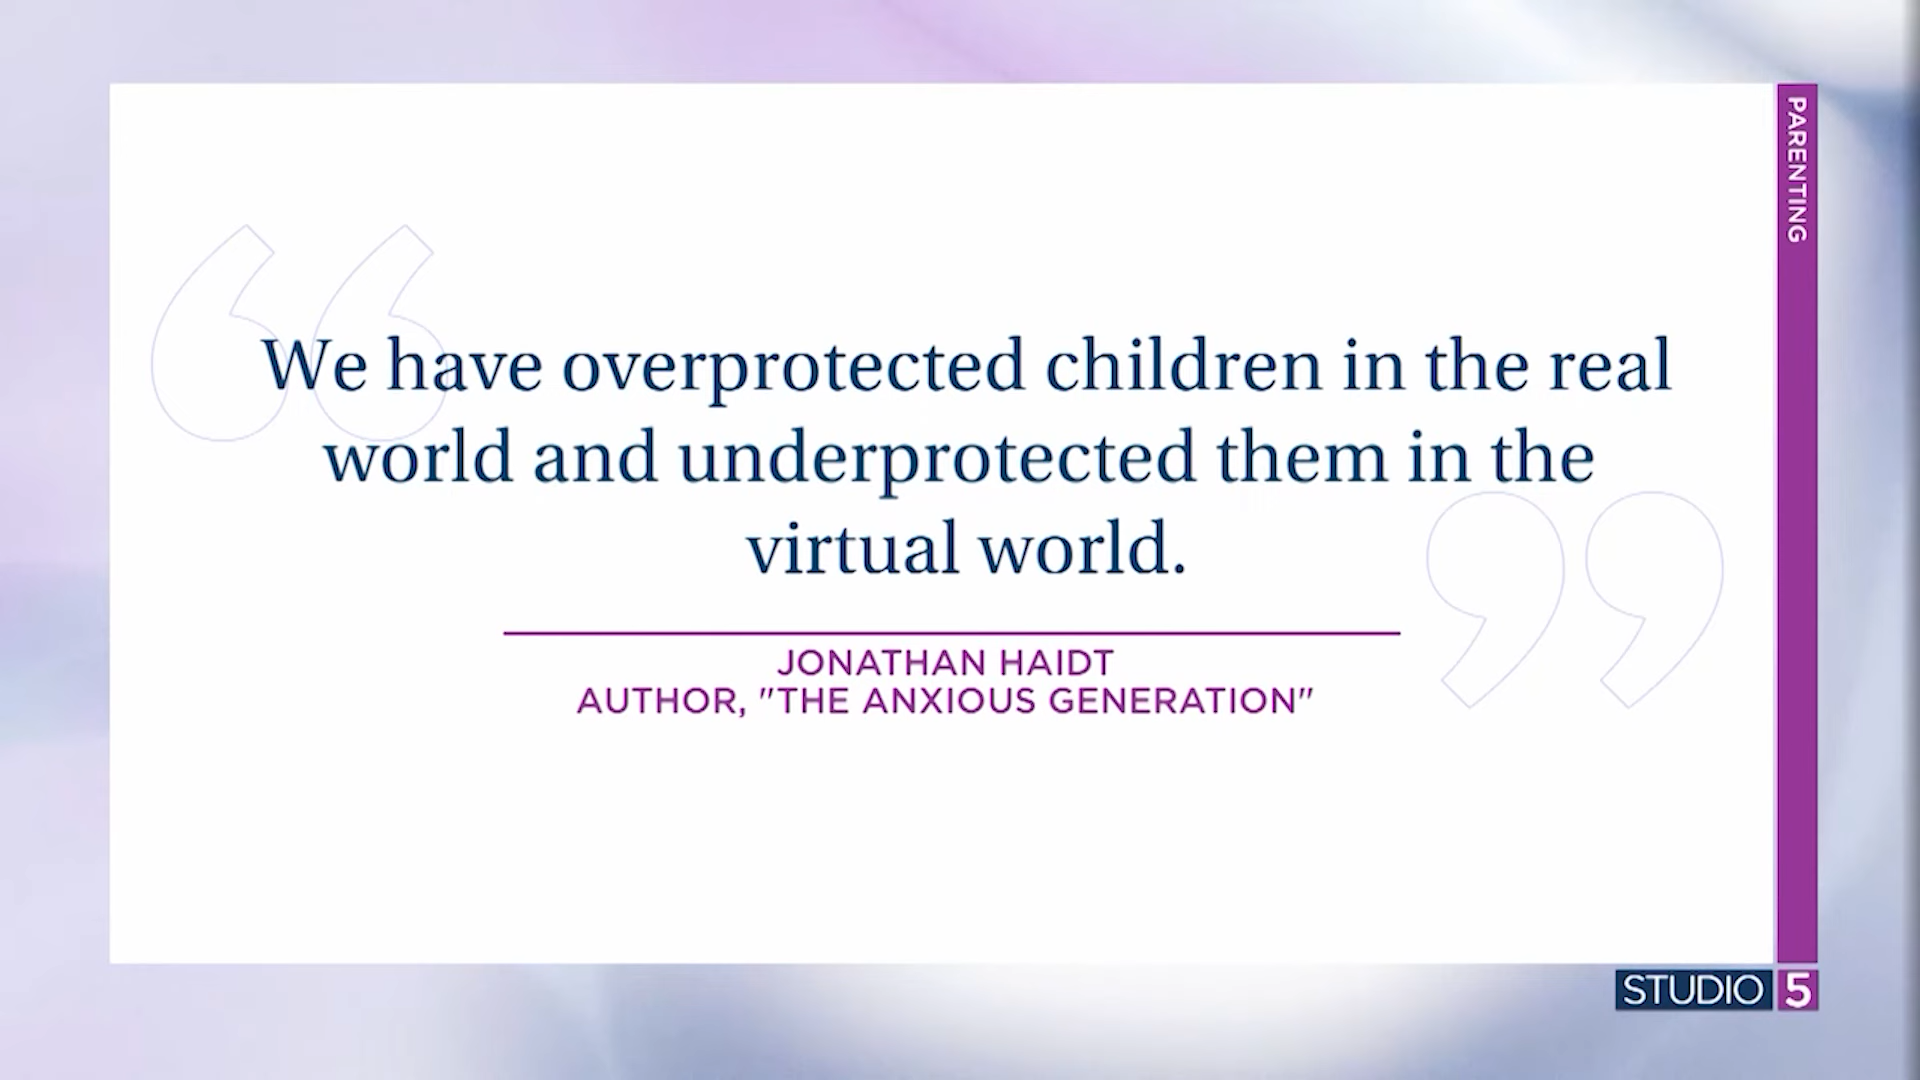 PARENTING
We have overprotected children in the real
world and underprotected them in the
virtual world.
JONATHAN HAIDT
AUTHOR, "THE ANXIOUS GENERATION"
STUDIO 5